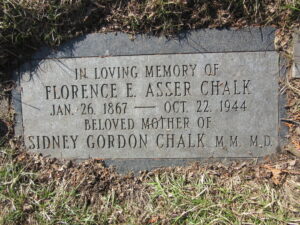 IN LOVING MEMORY OF
FLORENCE E. ASSER CHALK
JAN. 26. 1867 — OCT. 22. 1944
BELOVED MOTHER OF
SIDNEY GORDON CHALK M.M. M.D.